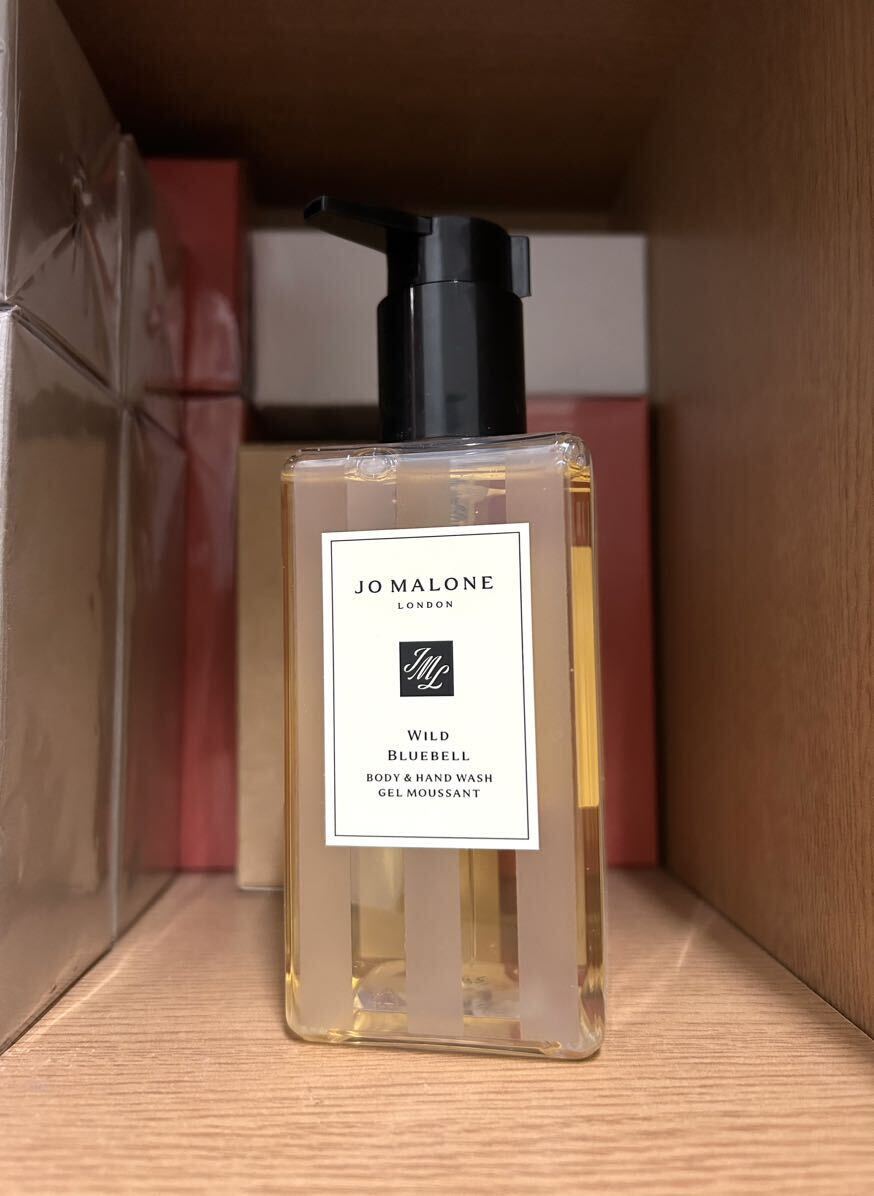 JO MALONE
LONDON
JML
WILD
BLUEBELL
BODY & HAND WASH
GEL MOUSSANT